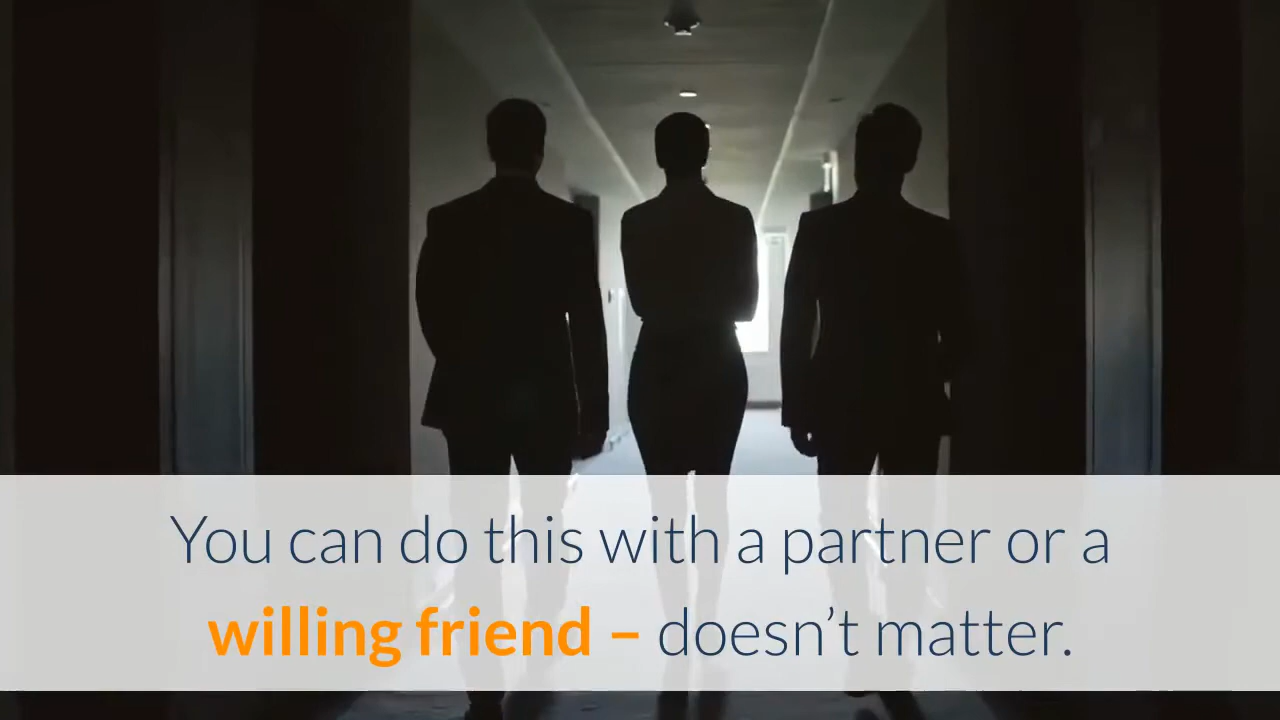 You can do this with a partner or a
willing friend – doesn’t matter.